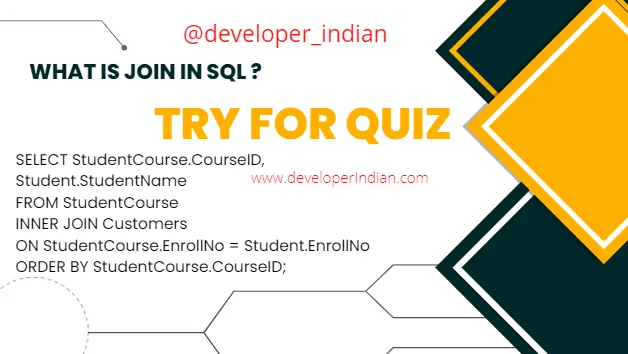 @developer_indian
WHAT IS JOIN IN SQL ?
TRY FOR QUIZ
SELECT StudentCourse.CourseID,
Student.StudentName
www.developerIndian.com
FROM StudentCourse
INNER JOIN Customers
ON StudentCourse.EnrollNo = Student.EnrollNo
ORDER BY StudentCourse.CourseID;